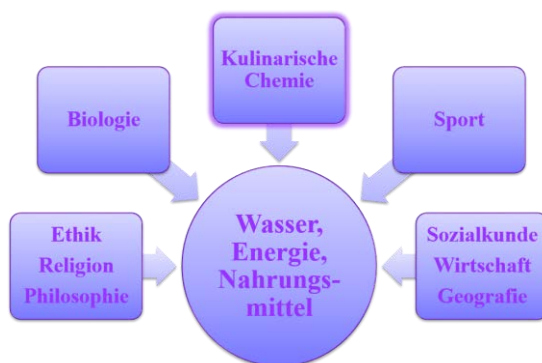 Kulinarische
Chemie
Biologie
Sport
Ethik
Religion
Philosophie
Wasser,
Energie,
Nahrungs-
mittel
Sozialkunde
Wirtschaft
Geografie